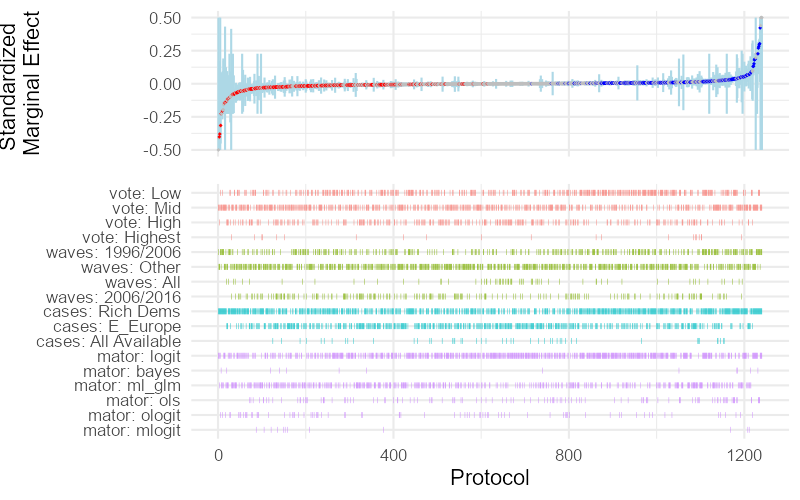 Standardized
Marginal Effect
0.50
0.25
0.00
-0.25
-0.50
vote: Low
vote: Mid
vote: High
vote: Highest
waves: 1996/2006
waves: Other
waves: All
waves: 2006/2016
cases: Rich Dems
cases: E_Europe
cases: All Available
mator: logit
mator: bayes
mator: ml_glm
mator: ols
mator: ologit
mator: mlogit
0 400 800 1200
Protocol